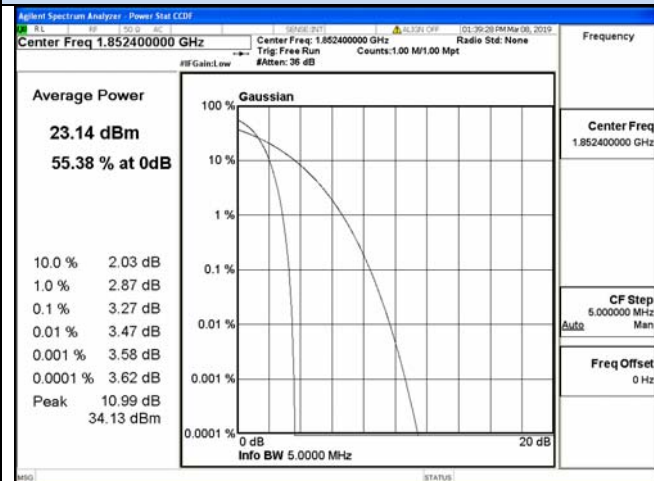 Agilent Spectrum Analyzer - Power Stat CCDF
RL RF 50 Ω AC SENSE:INT ALIGN OFF 01:39:28 PM Mar 08, 2019
Center Freq 1.852400000 GHz
Center Freq: 1.852400000 GHz Radio Std: None
Trig: Free Run Counts:1.00 M/1.00 Mpt
#IFGain:Low #Atten: 36 dB
Frequency
Average Power
23.14 dBm
55.38 % at 0dB
10.0 % 2.03 dB
1.0 % 2.87 dB
0.1 % 3.27 dB
0.01 % 3.47 dB
0.001 % 3.58 dB
0.0001 % 3.62 dB
Peak 10.99 dB
34.13 dBm
Gaussian
100 %
10 %
1 %
0.1 %
0.01 %
0.001 %
0.0001 %
0 dB 20 dB
Info BW 5.0000 MHz
Center Freq
1.852400000 GHz
CF Step
5.000000 MHz
Auto Man
Freq Offset
0 Hz
MSG STATUS